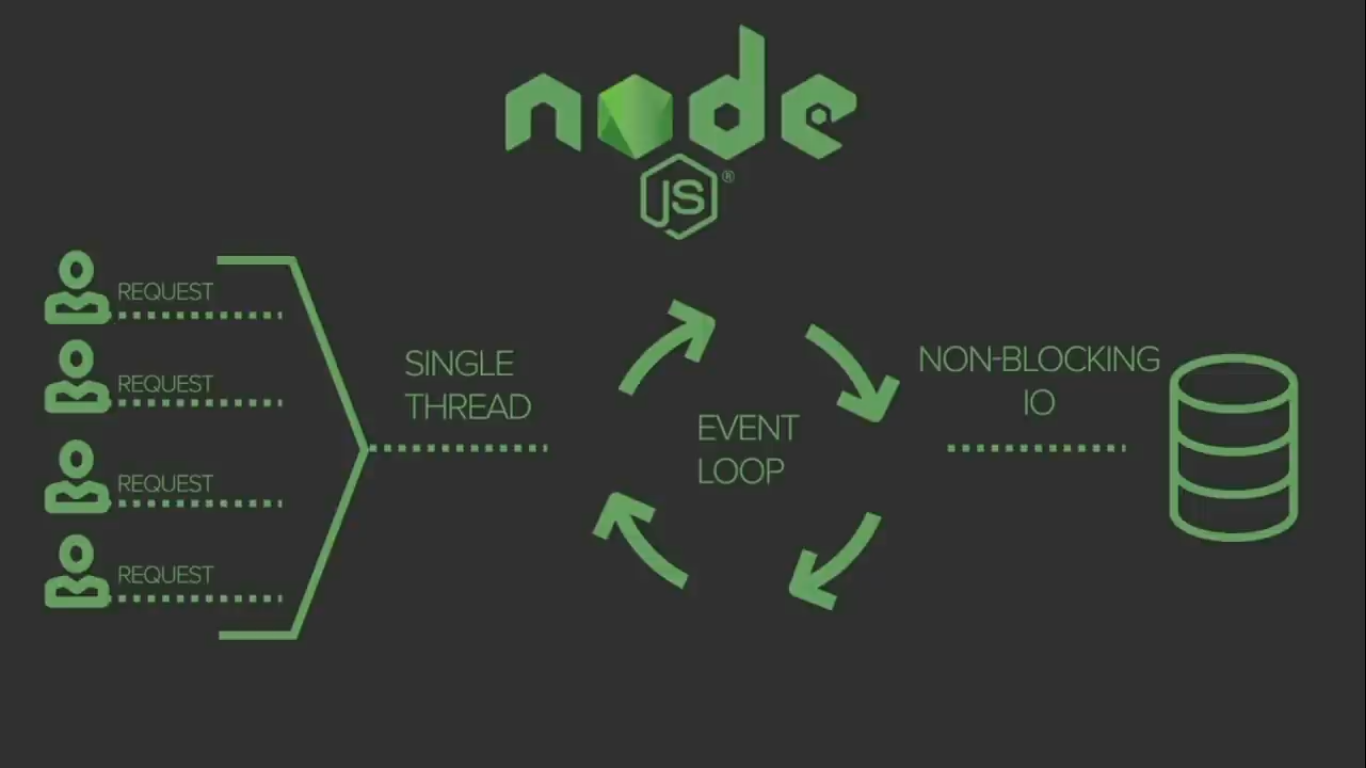 node
JS®
REQUEST
REQUEST
REQUEST
REQUEST
SINGLE
THREAD
EVENT
LOOP
NON-BLOCKING
IO